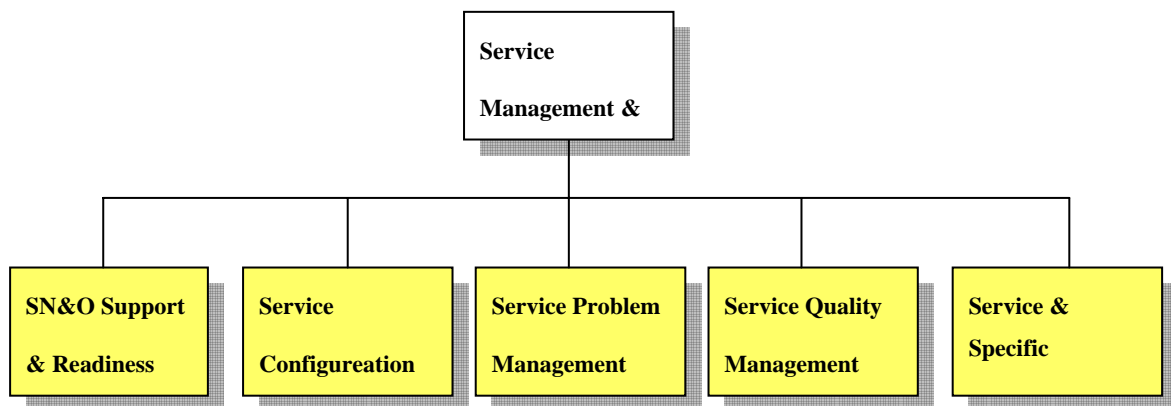 Service
Management &
SN&O Support
& Readiness
Service
Configureation
Service Problem
Management
Service Quality
Management
Service &
Specific